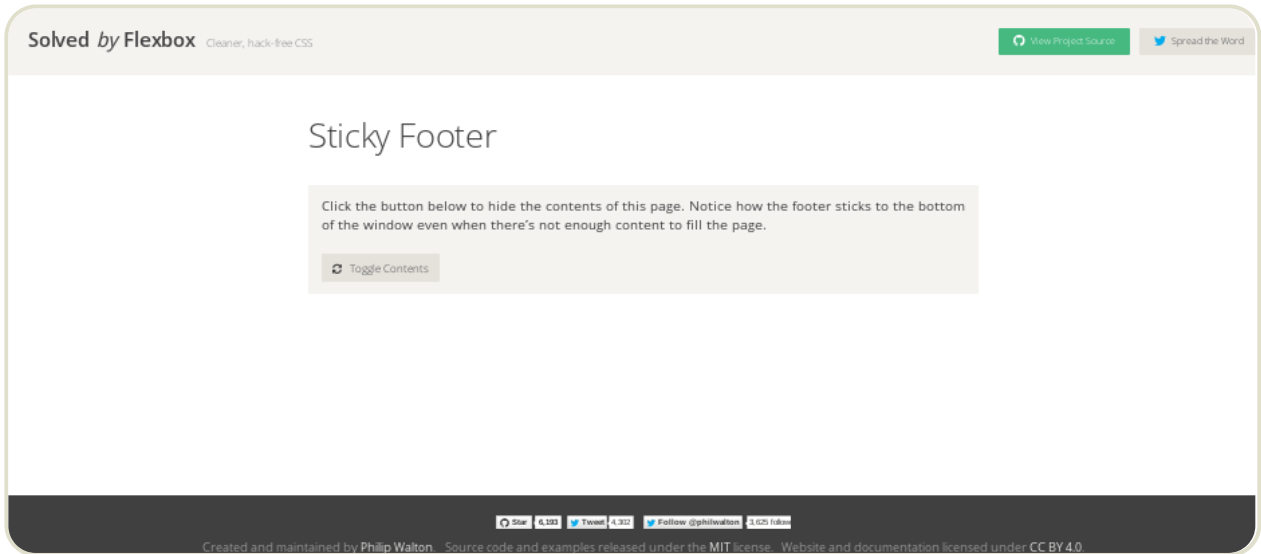 Solved by Flexbox Cleaner, hack-free CSS
View Project Source
Spread the Word
Sticky Footer
Click the button below to hide the contents of this page. Notice how the footer sticks to the bottom
of the window even when there's not enough content to fill the page.
Toggle Contents
Star 6,193 Tweet 4,302 Follow @philwalton 3,625 follow
Created and maintained by Philip Walton. Source code and examples released under the MIT license. Website and documentation licensed under CC BY 4.0.